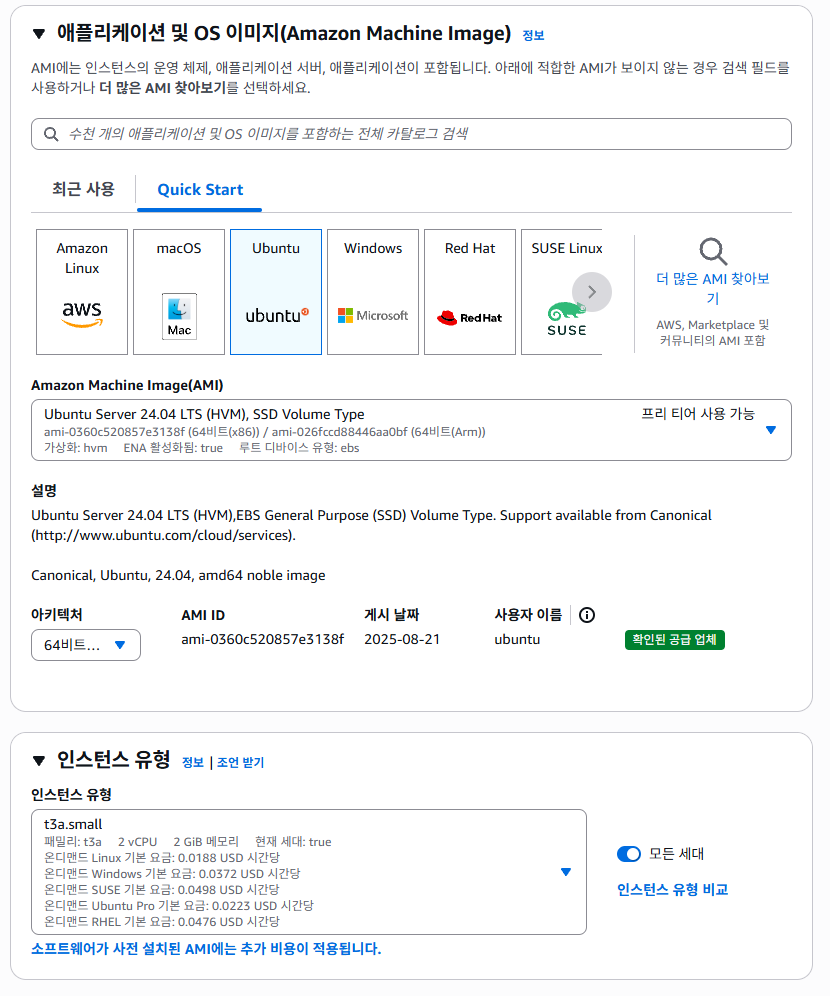 애플리케이션 및 OS 이미지(Amazon Machine Image) 정보
AMI에는 인스턴스의 운영 체제, 애플리케이션 서버, 애플리케이션이 포함됩니다. 아래에 적합한 AMI가 보이지 않는 경우 검색 필드를
사용하거나 더 많은 AMI 찾아보기를 선택하세요.
수천 개의 애플리케이션 및 OS 이미지를 포함하는 전체 카탈로그 검색
최근 사용 Quick Start
Amazon
Linux
aws
macOS
Mac
Ubuntu
ubuntu
Windows
Microsoft
Red Hat
RedHat
SUSE Linux
SUSE
더 많은 AMI 찾아보
기
AWS, Marketplace 및
커뮤니티의 AMI 포함
Amazon Machine Image(AMI)
Ubuntu Server 24.04 LTS (HVM), SSD Volume Type 프리 티어 사용 가능
ami-0360c520857e3138f (64비트(x86)) / ami-026fccd88446aa0bf (64비트(Arm))
가상화: hvm ENA 활성화됨: true 루트 디바이스 유형: ebs
설명
Ubuntu Server 24.04 LTS (HVM),EBS General Purpose (SSD) Volume Type. Support available from Canonical
(http://www.ubuntu.com/cloud/services).
Canonical, Ubuntu, 24.04, amd64 noble image
아키텍처 AMI ID 게시 날짜 사용자 이름
64비트... ami-0360c520857e3138f 2025-08-21 ubuntu 확인된 공급 업체
인스턴스 유형 정보 | 조언 받기
인스턴스 유형
t3a.small
패밀리: t3a 2 vCPU 2 GiB 메모리 현재 세대: true
온디맨드 Linux 기본 요금: 0.0188 USD 시간당
온디맨드 Windows 기본 요금: 0.0372 USD 시간당
온디맨드 SUSE 기본 요금: 0.0498 USD 시간당
온디맨드 Ubuntu Pro 기본 요금: 0.0223 USD 시간당
온디맨드 RHEL 기본 요금: 0.0476 USD 시간당
모든 세대
인스턴스 유형 비교
소프트웨어가 사전 설치된 AMI에는 추가 비용이 적용됩니다.